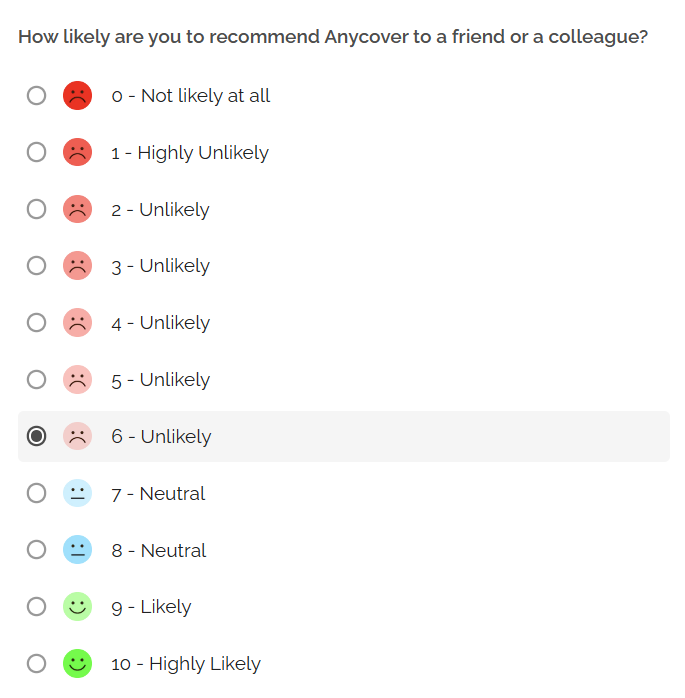 How likely are you to recommend Anycover to a friend or a colleague?
0 - Not likely at all
1 - Highly Unlikely
2 - Unlikely
3 - Unlikely
4 - Unlikely
5 - Unlikely
6 - Unlikely
7 - Neutral
8 - Neutral
9 - Likely
10 - Highly Likely